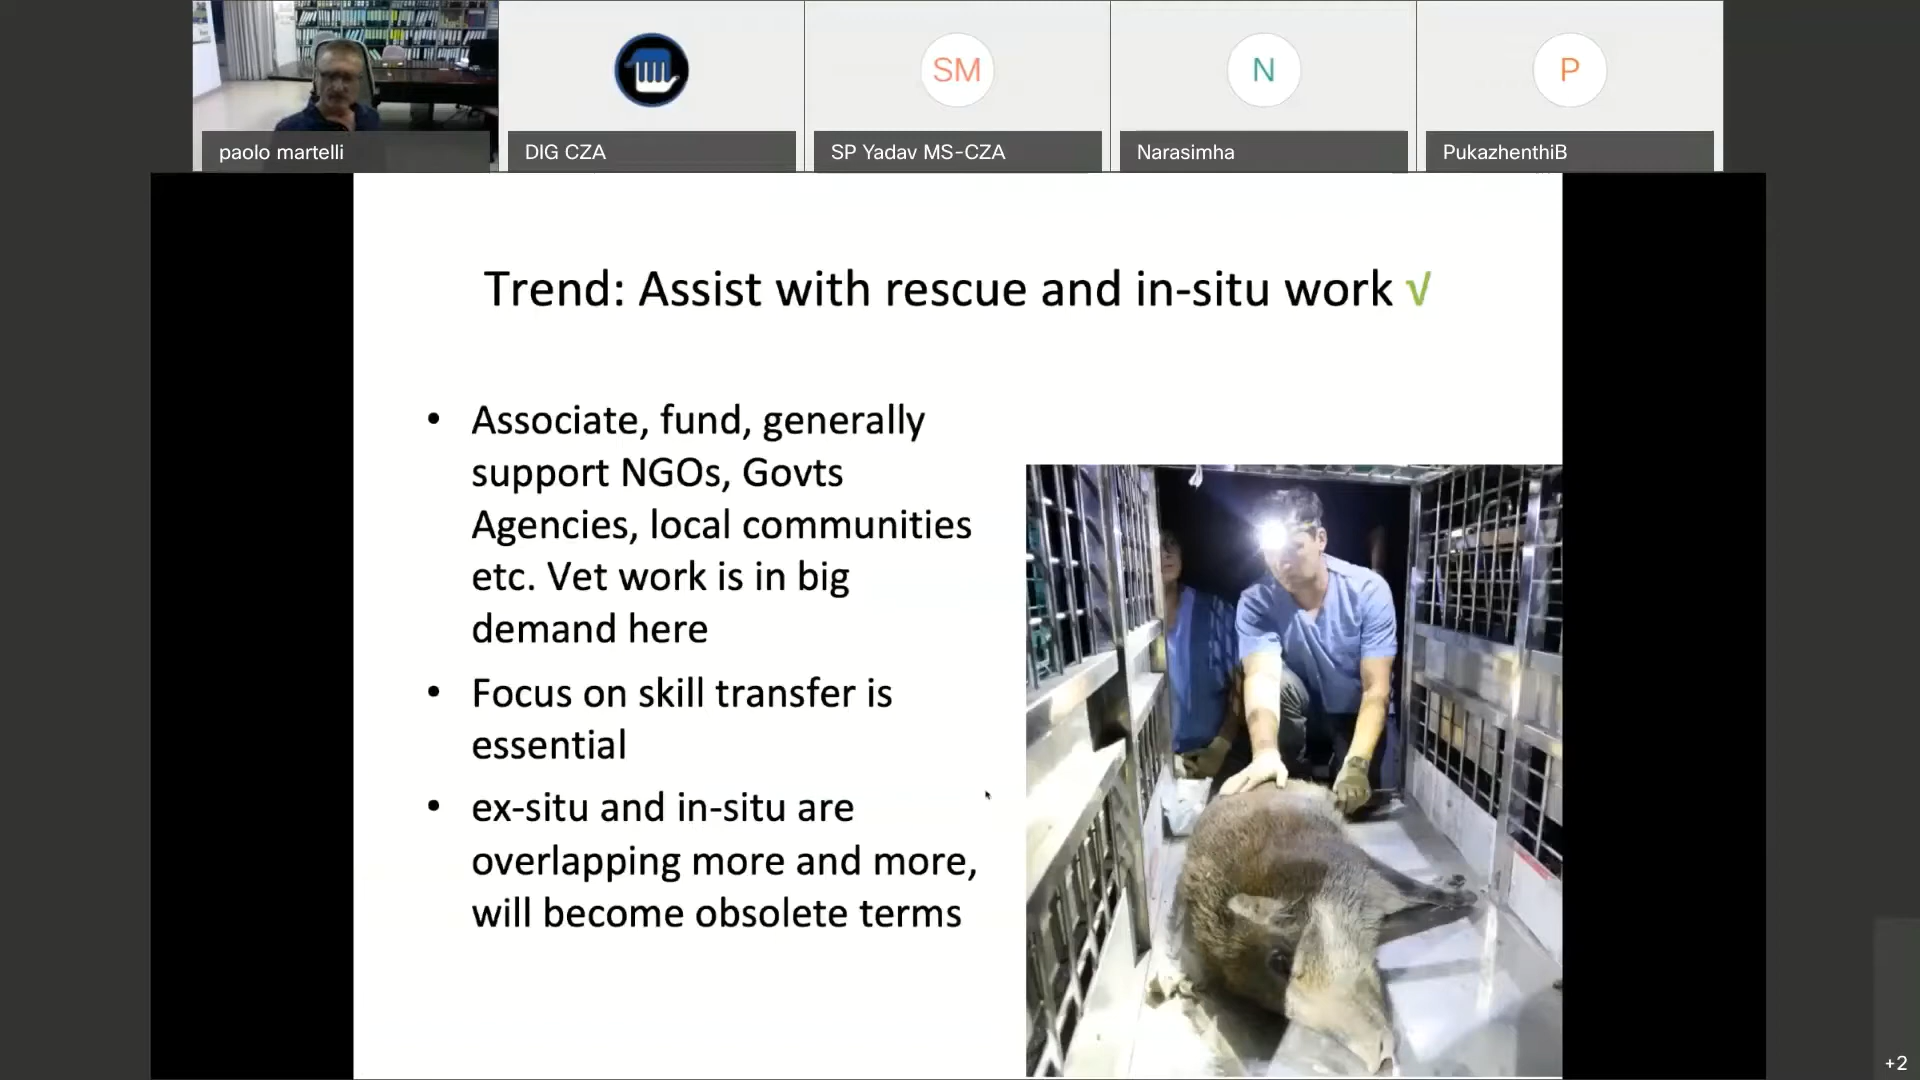 SM
N
P
paolo martelli
DIG CZA
SP Yadav MS-CZA
Narasimha
PukazhenthiB
Trend: Assist with rescue and in-situ work √
• Associate, fund, generally
support NGOs, Govts
Agencies, local communities
etc. Vet work is in big
demand here
• Focus on skill transfer is
essential
• ex-situ and in-situ are
overlapping more and more,
will become obsolete terms
+2